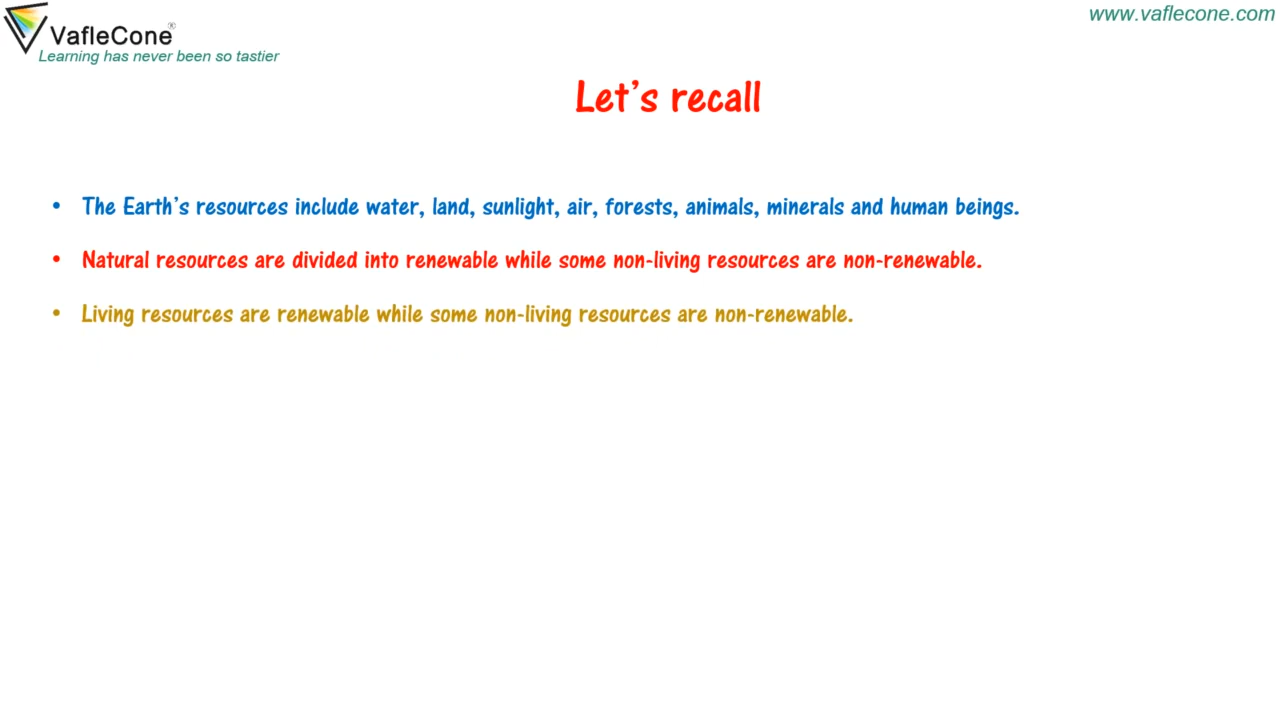 VafleCone®
www.vaflecone.com
Learning has never been so tastier
Let's recall
• The Earth's resources include water, land, sunlight, air, forests, animals, minerals and human beings.
• Natural resources are divided into renewable while some non-living resources are non-renewable.
• Living resources are renewable while some non-living resources are non-renewable.